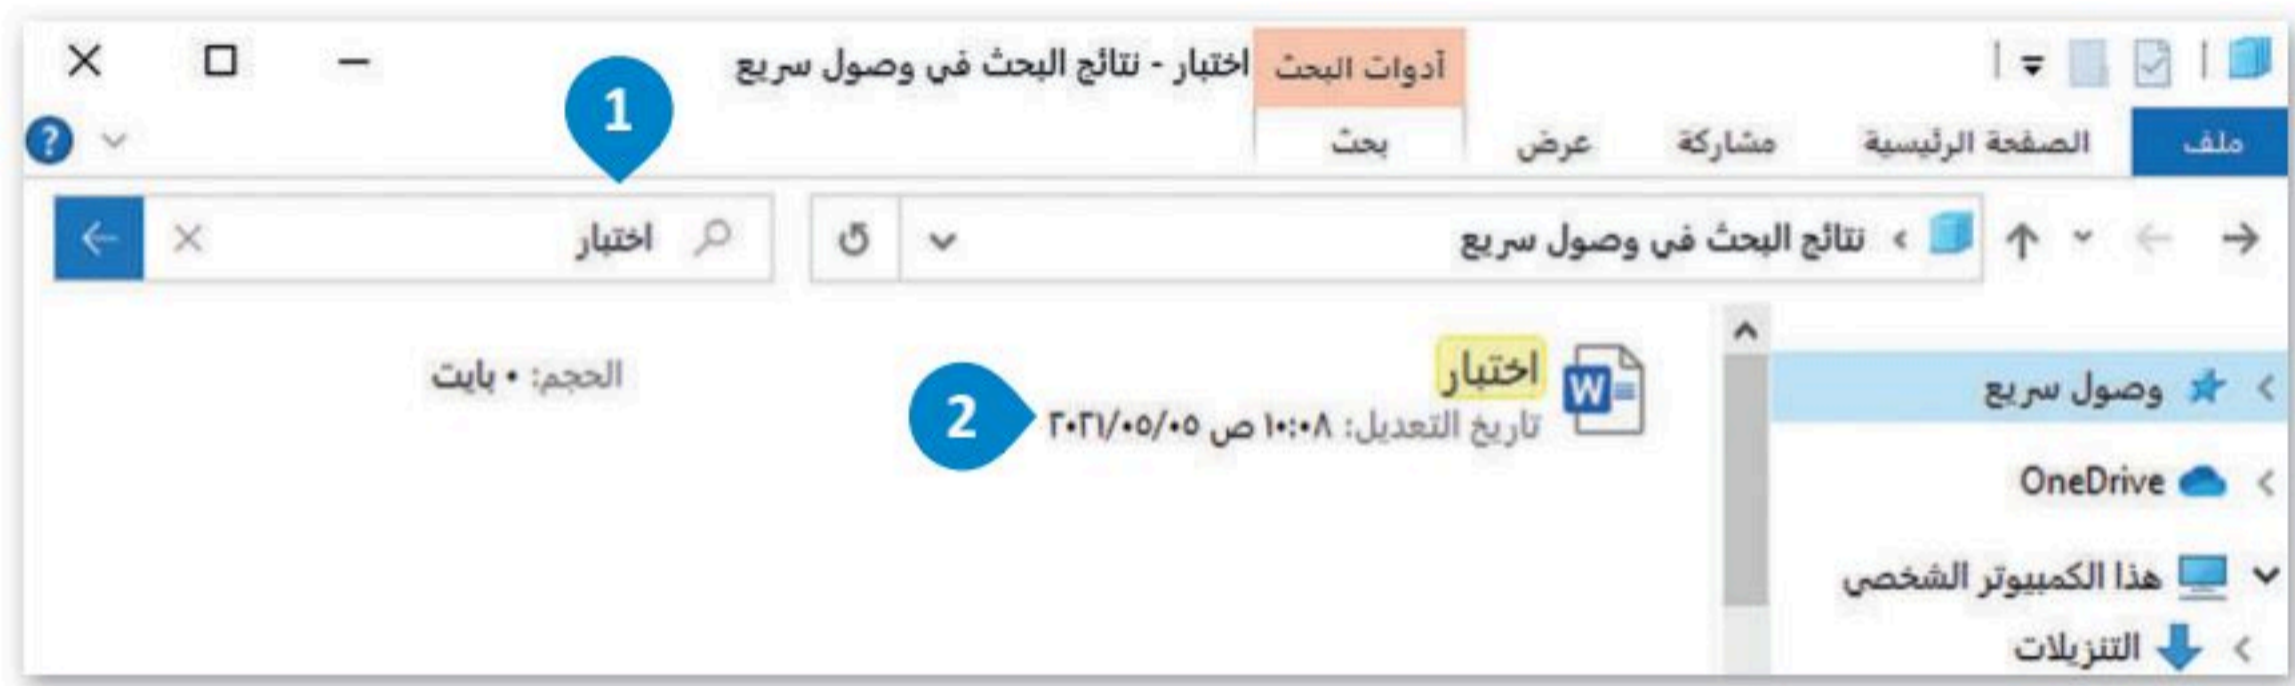 أدوات البحث
اختبار - نتائج البحث في وصول سريع
1
ملف
الصفحة الرئيسية
مشاركة
عرض
بحث
?
نتائج البحث في وصول سريع
اختبار
وصول سريع
OneDrive
هذا الكمبيوتر الشخصي
التنزيلات
W
اختبار
تاريخ التعديل: ١٠:٠٨ ص ٢٠٢١/٠٥/٠٥
2
الحجم: ٠ بايت